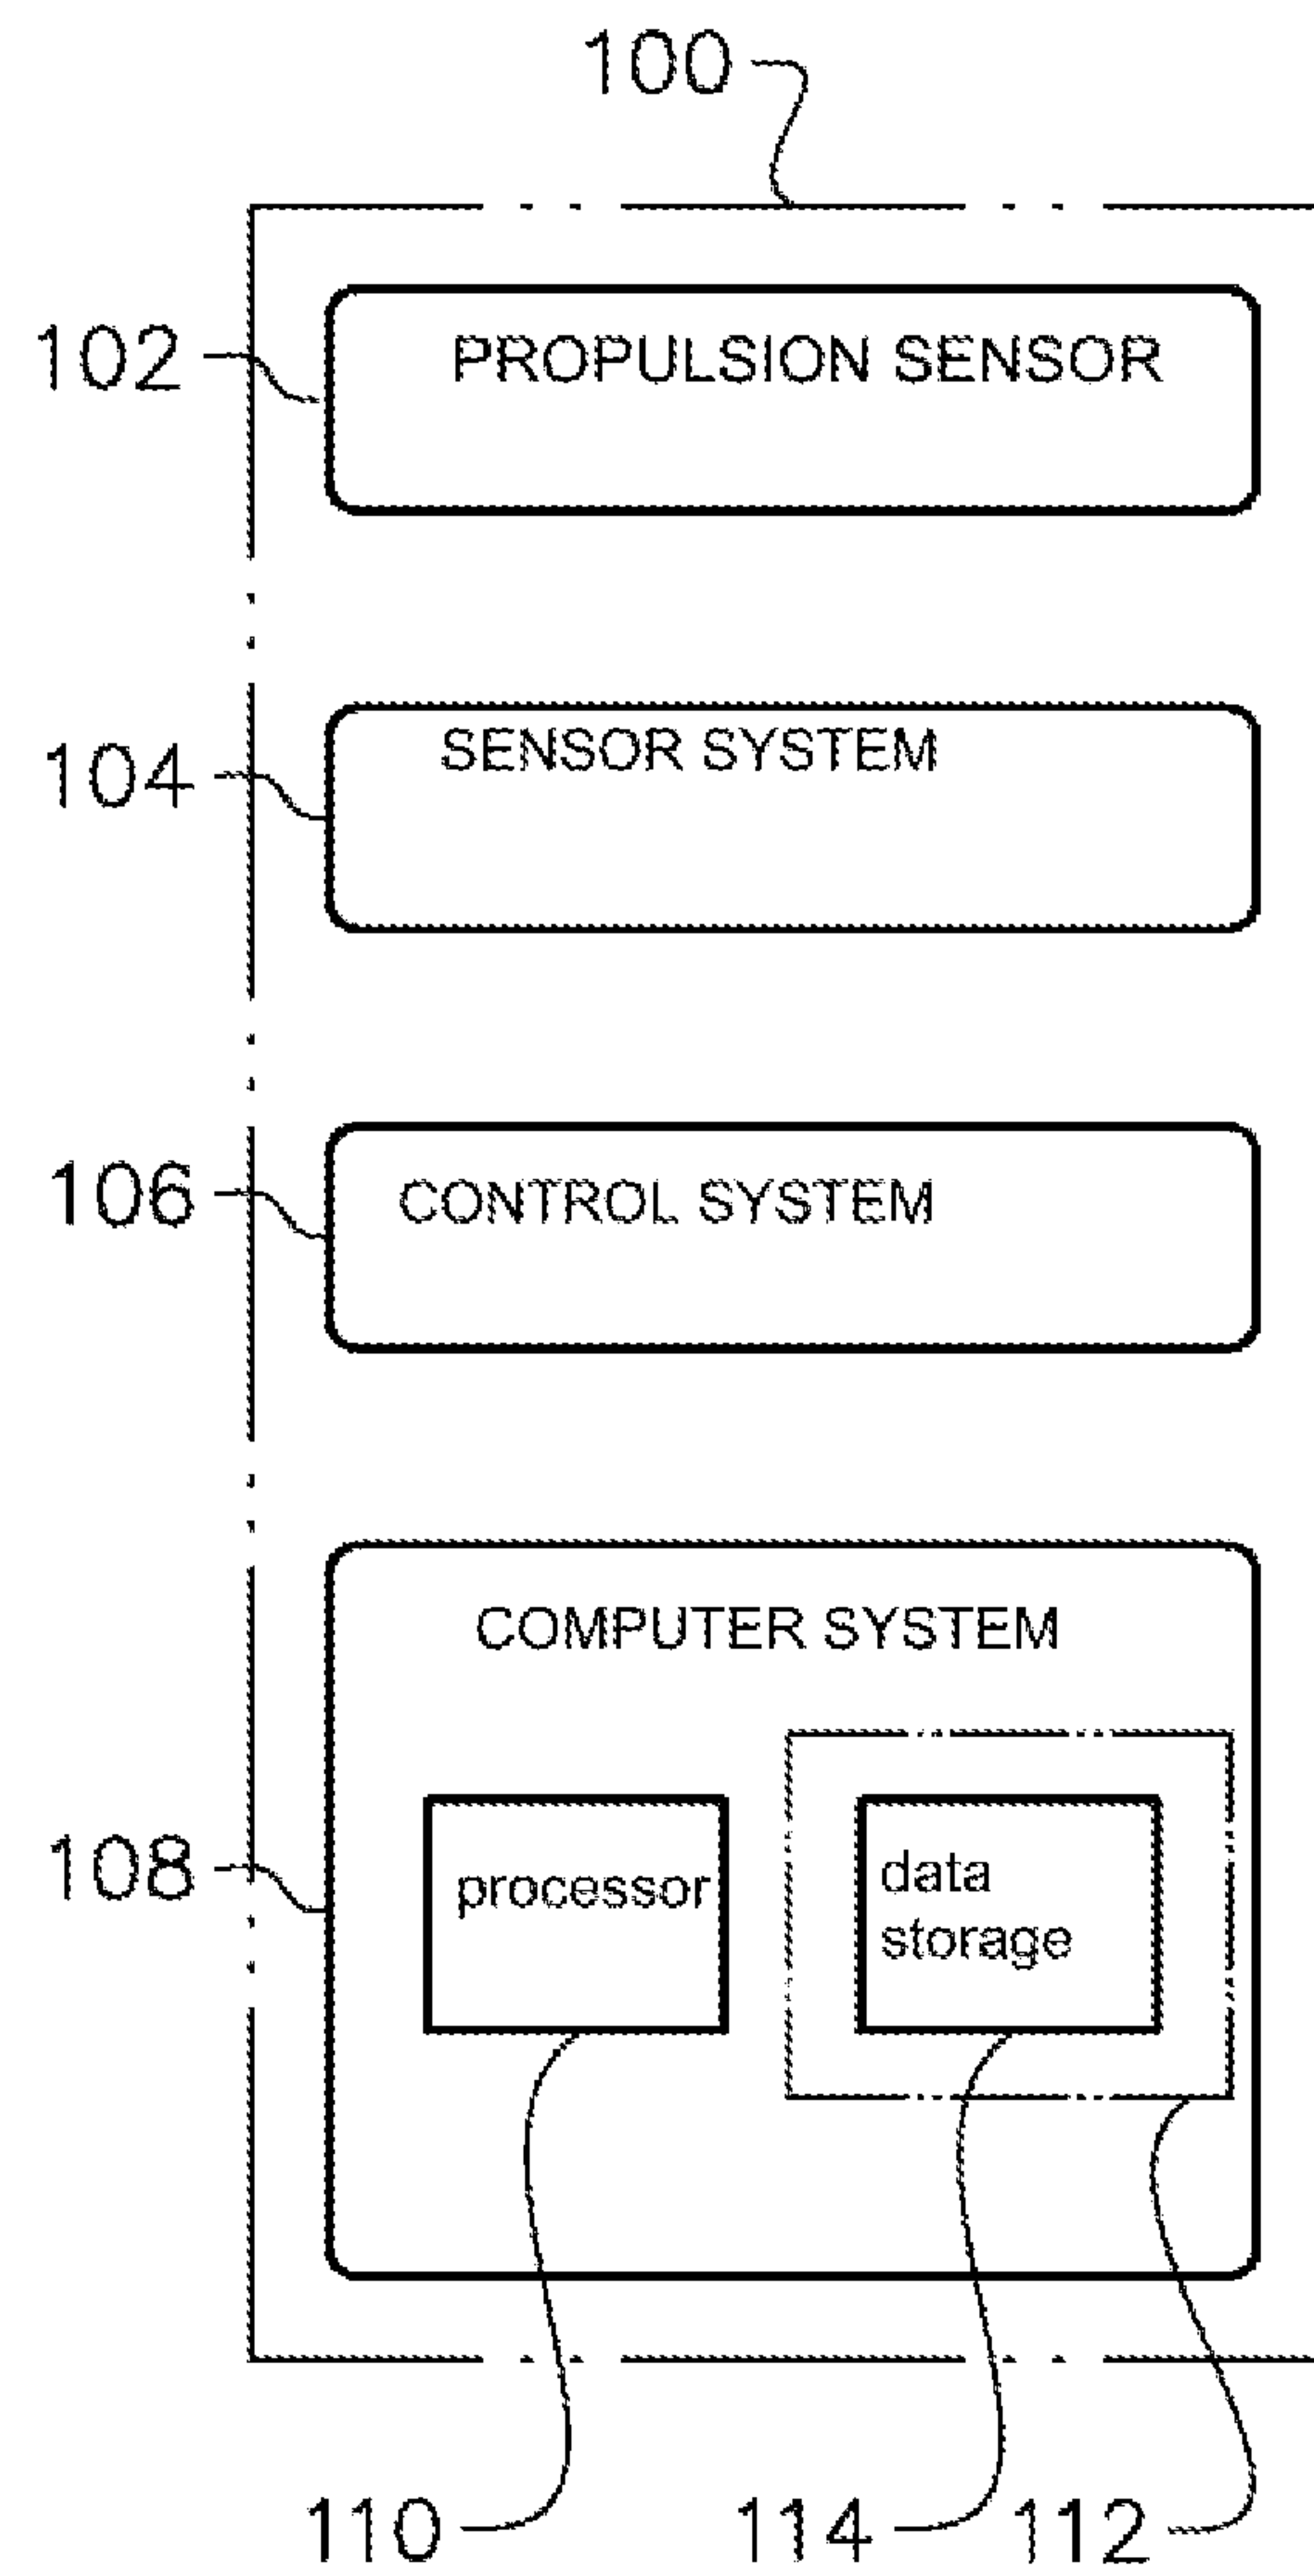 100
102
PROPULSION SENSOR
104
SENSOR SYSTEM
106
CONTROL SYSTEM
COMPUTER SYSTEM
108
processor
data
storage
110
114
112